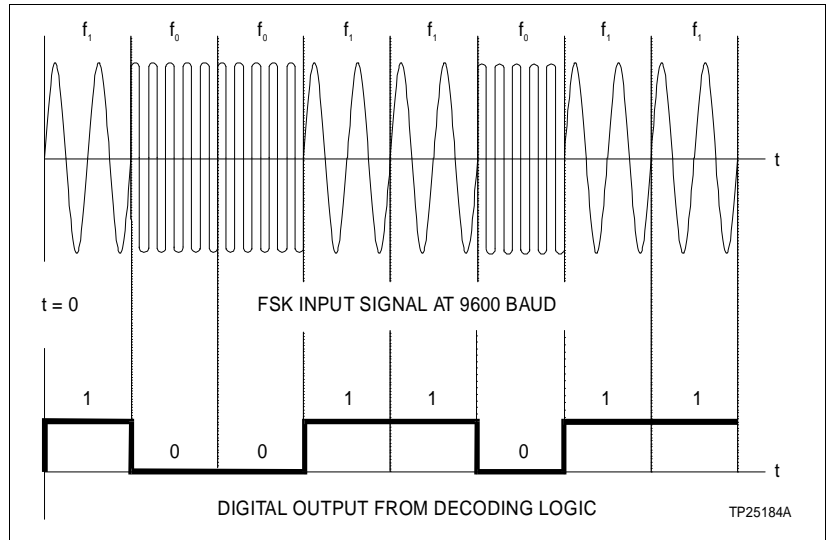 f₁ f₀ f₀ f₁ f₁ f₀ f₁ f₁
t
t = 0 FSK INPUT SIGNAL AT 9600 BAUD
1 1 1 1 1
0 0 0
t
DIGITAL OUTPUT FROM DECODING LOGIC TP25184A